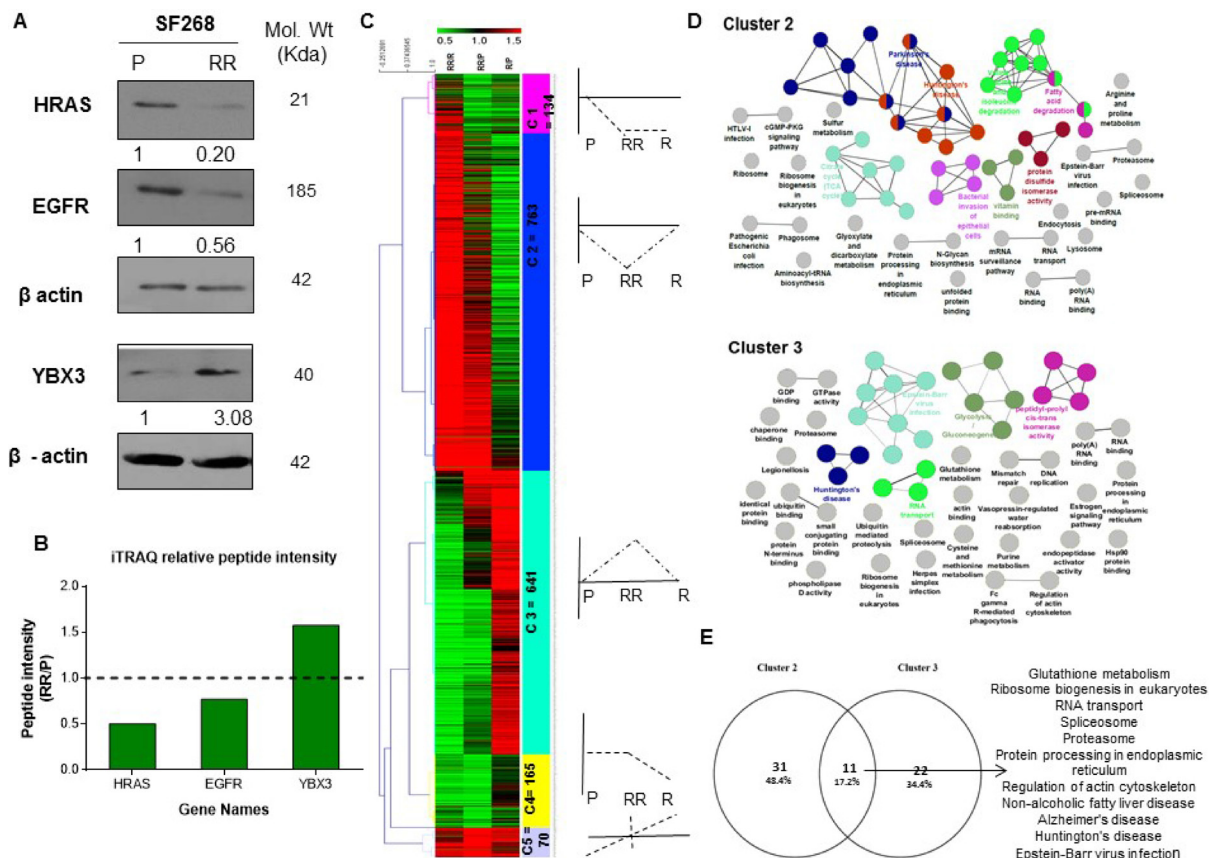 A
SF268
P RR
Mol. Wt
(Kda)
HRAS
21
1 0.20
EGFR
185
1 0.56
β actin
42
YBX3
40
1 3.08
β - actin
42
B
iTRAQ relative peptide intensity
Peptide intensity
(RR/P)
2.0
1.5
1.0
0.5
0.0
HRAS EGFR YBX3
Gene Names
C
0.5 1.0 1.5
1.0
RR/R RR/P R/P
C 1 = 134
C 2 = 763
C 3 = 641
C4= 165
C5 = 70
P RR R
P RR R
P RR R
P RR R
P RR R
D
Cluster 2
Parkinson's
disease
Huntington's
disease
degradation
Fatty
acid
degradation
Arginine
and
proline
metabolism
HTLV-I
infection
cGMP-PKG
signaling
pathway
Sulfur
metabolism
Ribosome
Ribosome
biogenesis
in
eukaryotes
Citrate
cycle
(TCA
cycle)
Bacterial
invasion
of
epithelial
cells
vitamin
binding
protein
disulfide
isomerase
activity
Epstein-Barr
virus
infection
Proteasome
Spliceosome
pre-mRNA
binding
Endocytosis
Lysosome
Pathogenic
Escherichia
coli
infection
Phagosome
Aminoacyl-tRNA
biosynthesis
Glyoxylate
and
dicarboxylate
metabolism
Protein
processing in
endoplasmic
reticulum
N-Glycan
biosynthesis
unfolded
protein
binding
mRNA
surveillance
pathway
RNA
transport
RNA
binding
poly(A)
RNA
binding
Cluster 3
GDP
binding
GTPase
activity
chaperone
binding
Proteasome
Legionellosis
Epstein-Barr
virus
infection
Glycolysis
/
Gluconeogenesis
peptidyl-prolyl
cis-trans
isomerase
activity
poly(A)
RNA
binding
RNA
binding
Huntington's
disease
RNA
transport
Glutathione
metabolism
Mismatch
repair
DNA
replication
Protein
processing in
endoplasmic
reticulum
identical
protein
binding
ubiquitin
binding
small
conjugating
protein
binding
Ubiquitin
mediated
proteolysis
Spliceosome
actin
binding
Vasopressin-regulated
water
reabsorption
Estrogen
signaling
pathway
protein
N-terminus
binding
phospholipase
D activity
Ribosome
biogenesis
in
eukaryotes
Herpes
simplex
infection
Cysteine
and
methionine
metabolism
Purine
metabolism
endopeptidase
activator
activity
Hsp90
protein
binding
Fc
gamma
R-mediated
phagocytosis
Regulation
of actin
cytoskeleton
E
Cluster 2 Cluster 3
31
48.4%
11
17.2%
22
34.4%
Glutathione metabolism
Ribosome biogenesis in eukaryotes
RNA transport
Spliceosome
Proteasome
Protein processing in endoplasmic
reticulum
Regulation of actin cytoskeleton
Non-alcoholic fatty liver disease
Alzheimer's disease
Huntington's disease
Epstein-Barr virus infection